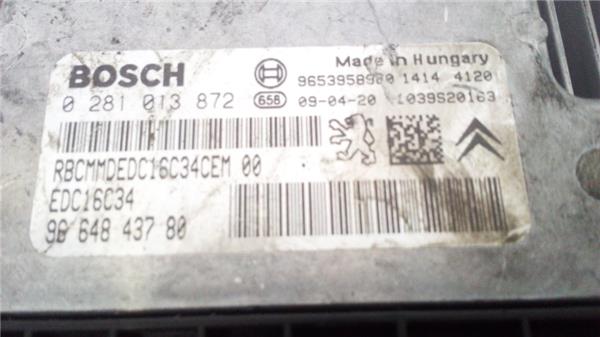 BOSCH
Made in Hungary
9653958980 1414 4120
0 281 013 872
658 09-04-20 1039S20163
RBCMMDEDC16C34CEM 00
EDC16C34
96 648 437 80